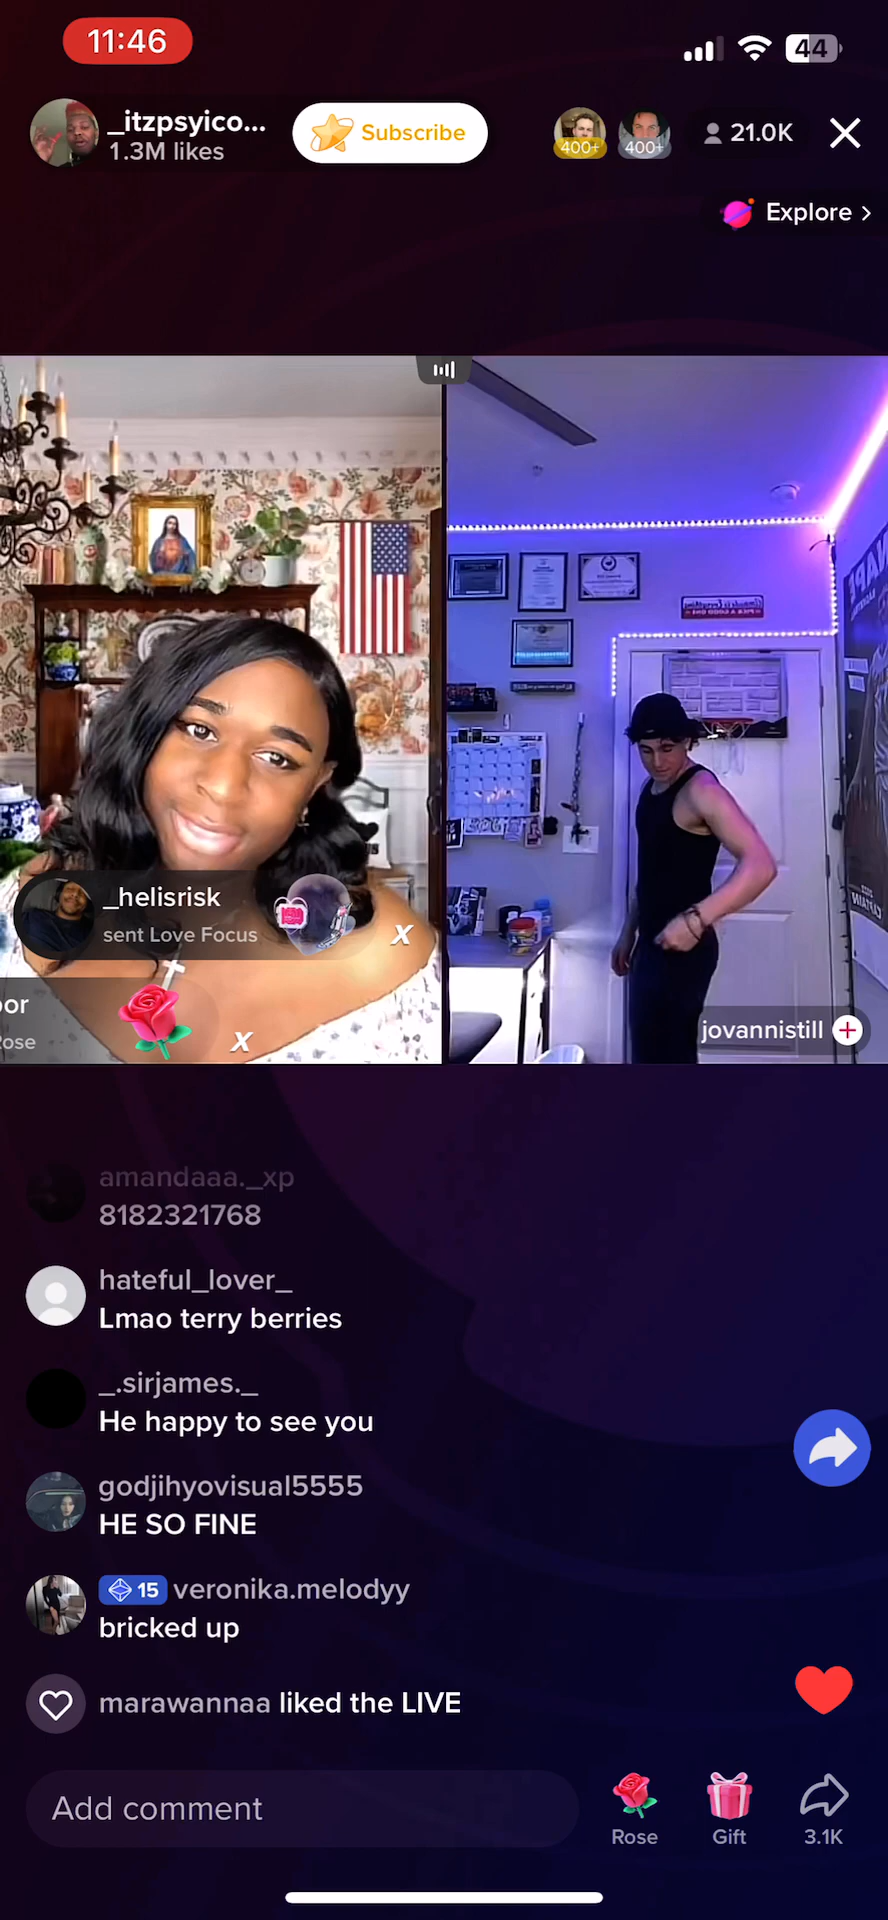 11:46
44
_itzpsyico...
1.3M likes
Subscribe
400+
400+
21.0K
Explore >
_helisrisk
sent Love Focus
x
or
ose
x
jovannistill
amandaaa._xp
8182321768
hateful_lover_
Lmao terry berries
_.sirjames._
He happy to see you
godjihyovisual5555
HE SO FINE
15 veronika.melodyy
bricked up
marawannaa liked the LIVE
Add comment
Rose
Gift
3.1K